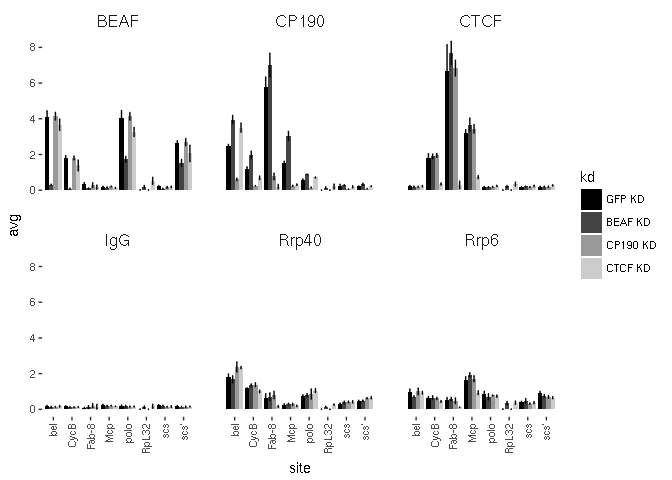 BEAF CP190 CTCF
8
6
4
2
0
IgG Rrp40 Rrp6
8
6
4
2
0
bel CycB Fab-8 Mcp polo RpL32 scs scs' bel CycB Fab-8 Mcp polo RpL32 scs scs' bel CycB Fab-8 Mcp polo RpL32 scs scs'
site
avg
kd
GFP KD
BEAF KD
CP190 KD
CTCF KD